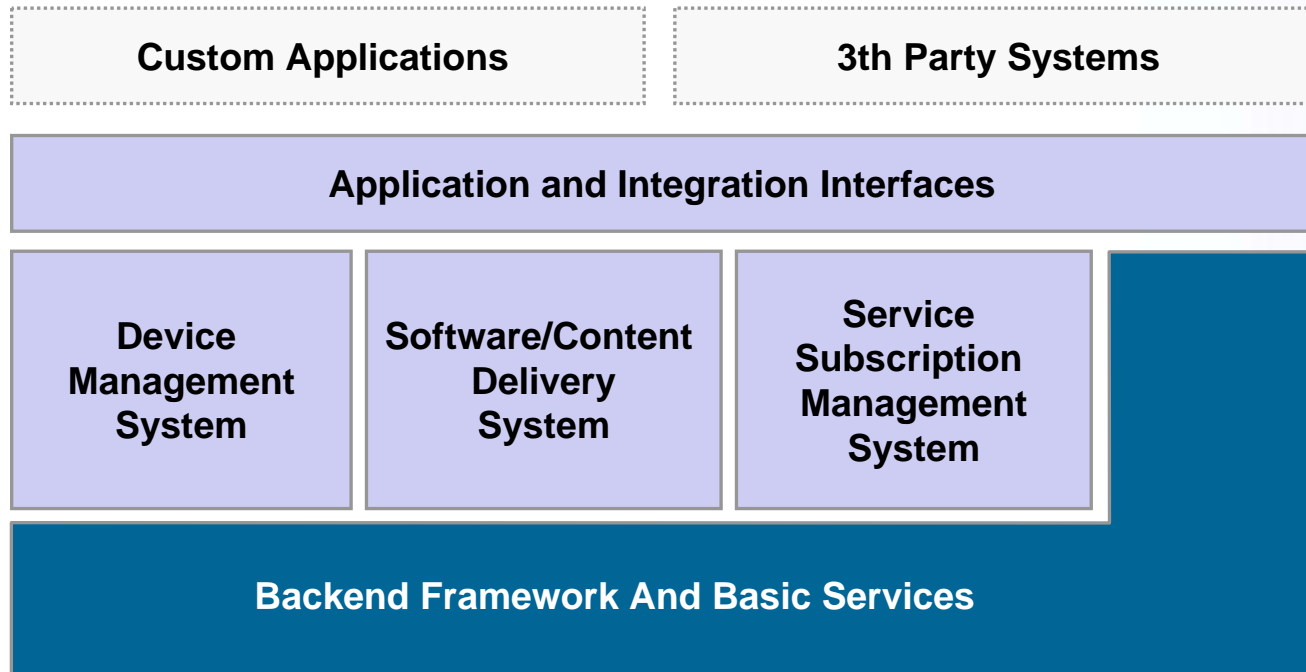 Custom Applications
3th Party Systems
Application and Integration Interfaces
Device
Management
System
Software/Content
Delivery
System
Service
Subscription
Management
System
Backend Framework And Basic Services